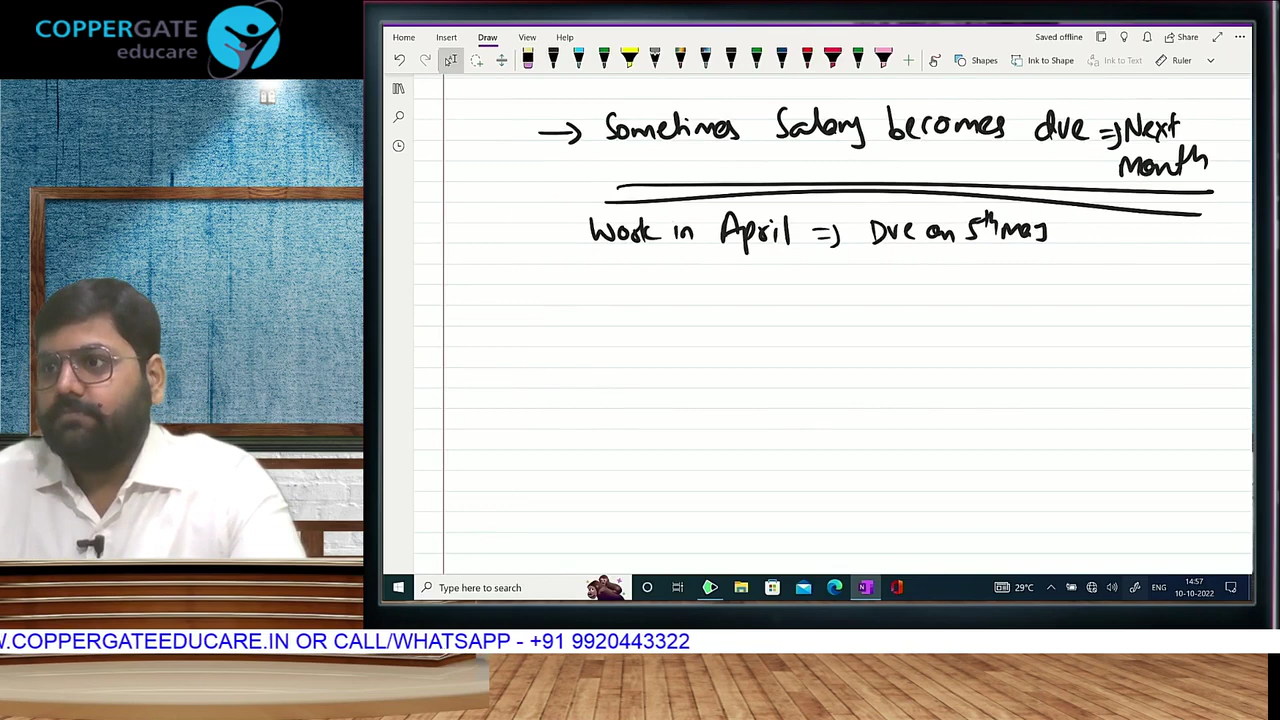 COPPERGATE
educare
Home Insert Draw View Help
Saved offline
Share
Shapes
Ink to Shape
Ink to Text
Ruler
→ Sometimes Salary becomes due ⇒ Next
Month
Work in April ⇒ Due on 5th May
Type here to search
29°C
ENG
14:57
10-10-2022
W.COPPERGATEEDUCARE.IN OR CALL/WHATSAPP - +91 9920443322